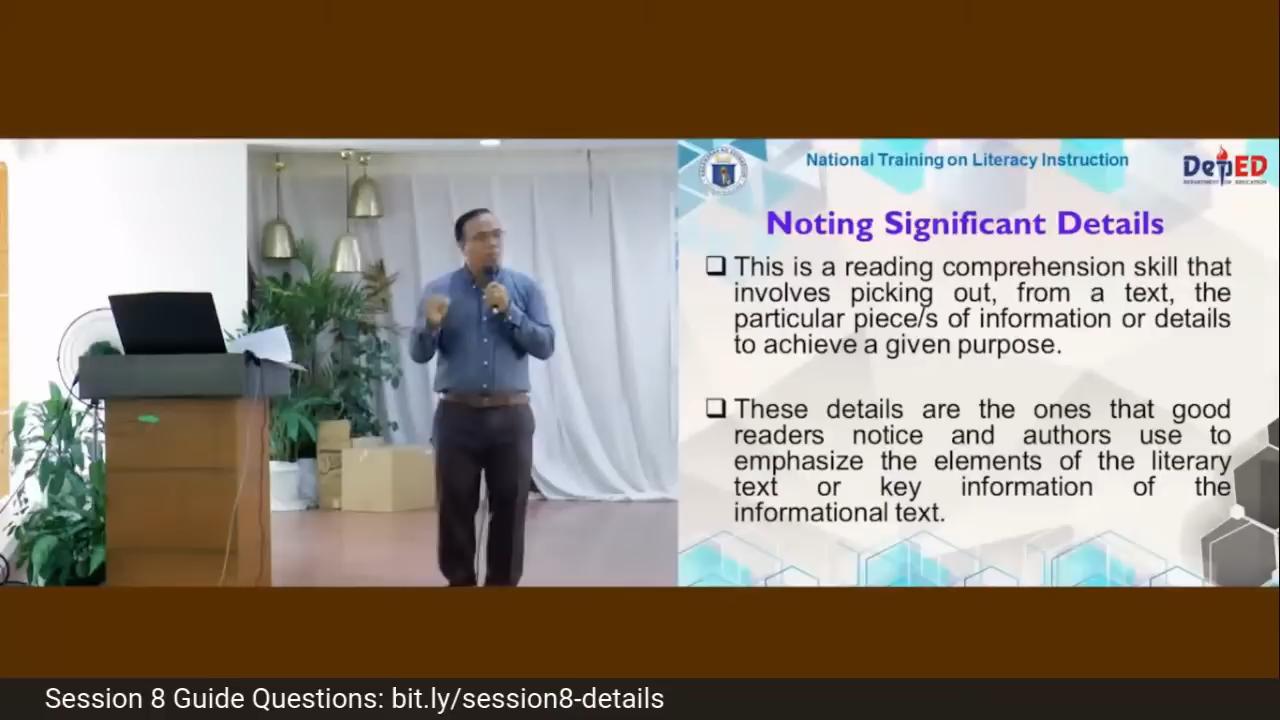 National Training on Literacy Instruction
DepED
DEPARTMENT OF EDUCATION
Noting Significant Details
❑ This is a reading comprehension skill that
involves picking out, from a text, the
particular piece/s of information or details
to achieve a given purpose.
❑ These details are the ones that good
readers notice and authors use to
emphasize the elements of the literary
text or key information of the
informational text.
Session 8 Guide Questions: bit.ly/session8-details